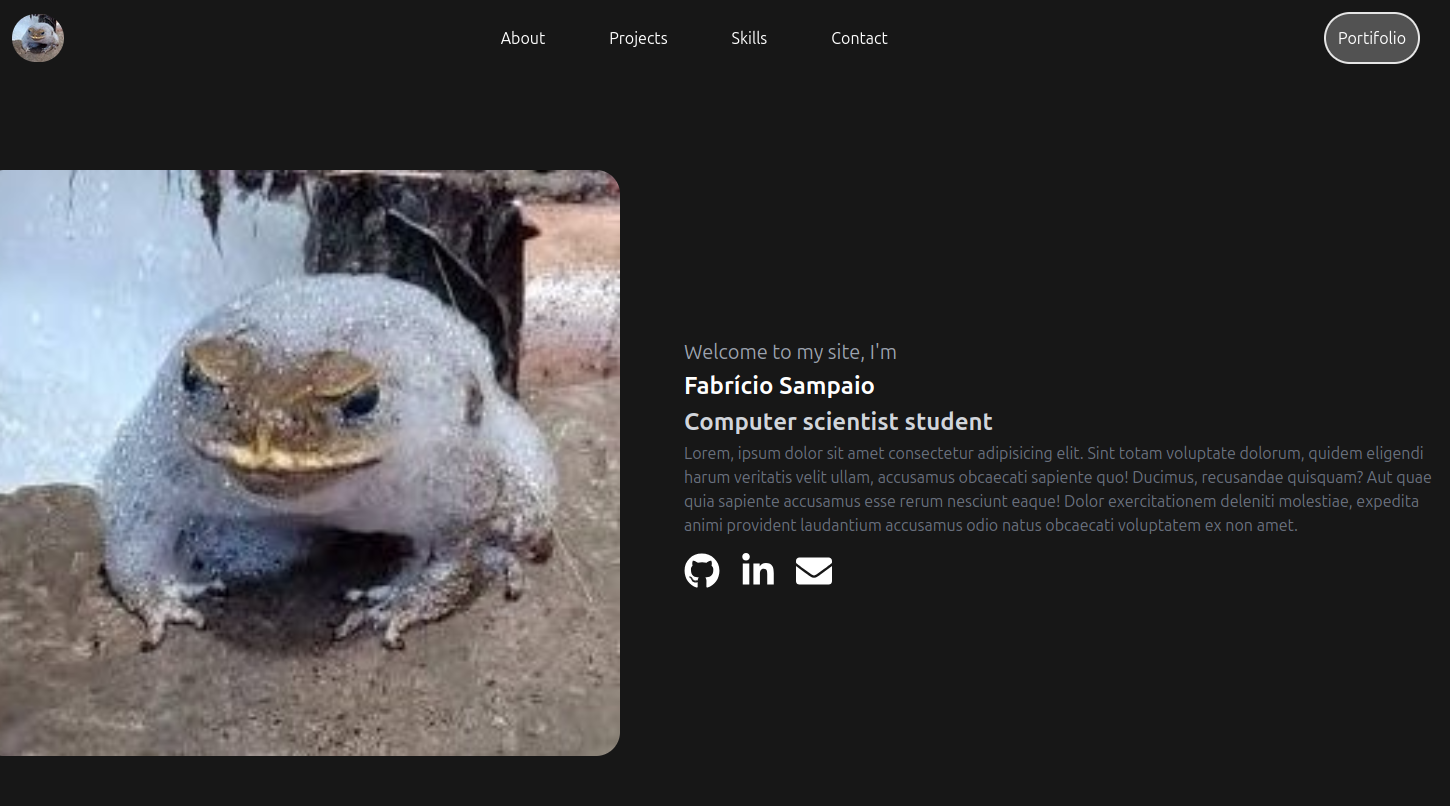 About
Projects
Skills
Contact
Portifolio
Welcome to my site, I'm
Fabrício Sampaio
Computer scientist student
Lorem, ipsum dolor sit amet consectetur adipisicing elit. Sint totam voluptate dolorum, quidem eligendi
harum veritatis velit ullam, accusamus obcaecati sapiente quo! Ducimus, recusandae quisquam? Aut quae
quia sapiente accusamus esse rerum nesciunt eaque! Dolor exercitationem deleniti molestiae, expedita
animi provident laudantium accusamus odio natus obcaecati voluptatem ex non amet.
in